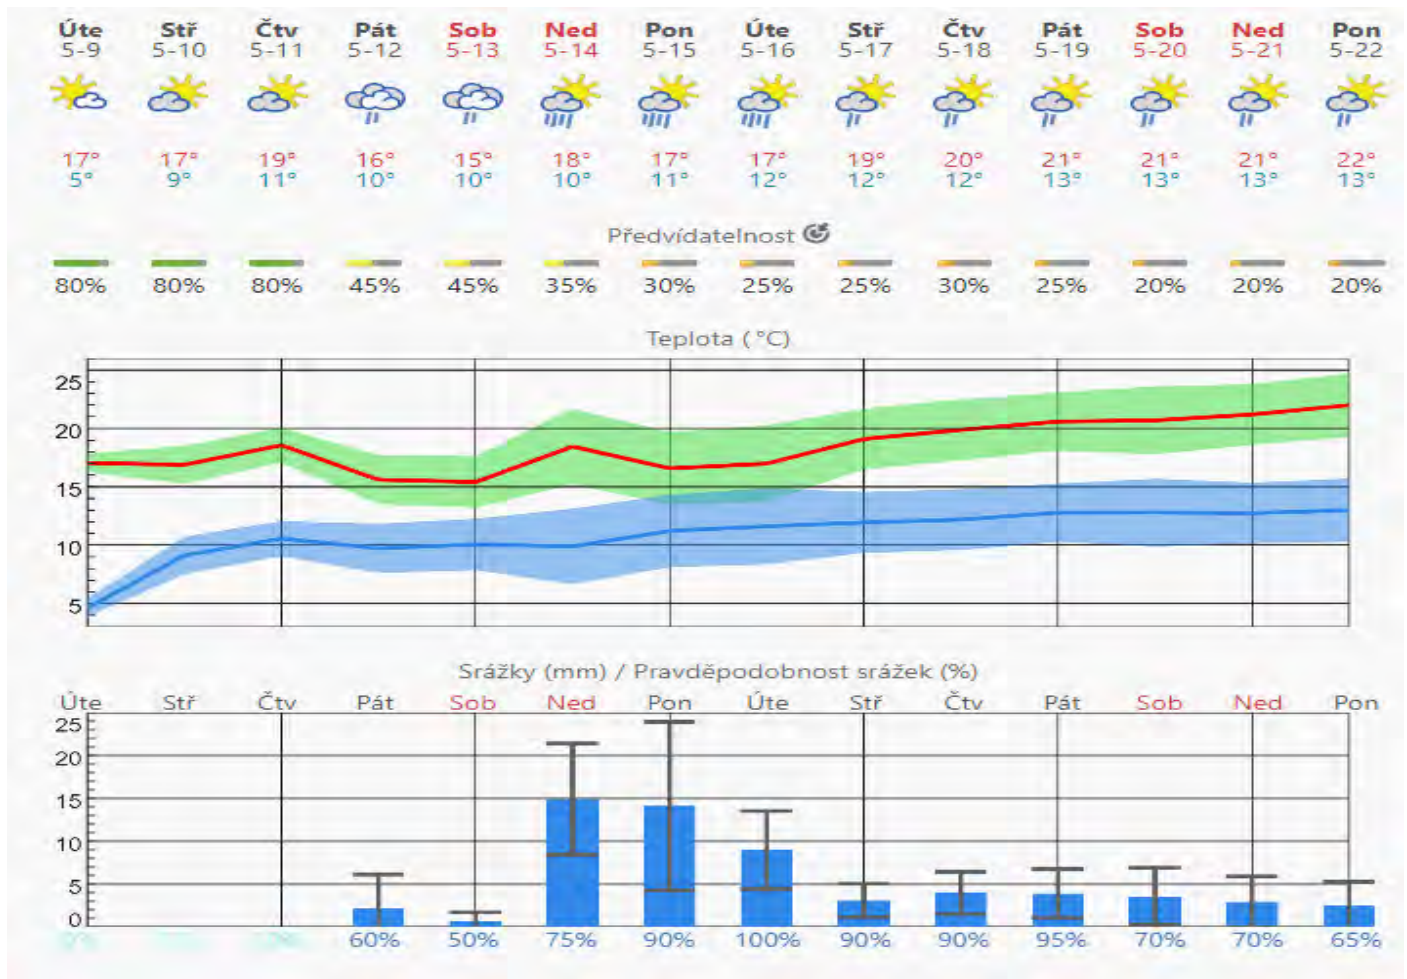 Úte Stř Čtv Pát Sob Ned Pon Úte Stř Čtv Pát Sob Ned Pon
5-9 5-10 5-11 5-12 5-13 5-14 5-15 5-16 5-17 5-18 5-19 5-20 5-21 5-22
17° 17° 19° 16° 15° 18° 17° 17° 19° 20° 21° 21° 21° 22°
5° 9° 11° 10° 10° 10° 11° 12° 12° 12° 13° 13° 13° 13°
Předvídatelnost
80% 80% 80% 45% 45% 35% 30% 25% 25% 30% 25% 20% 20% 20%
Teplota ( °C)
25
20
15
10
5
Srážky (mm) / Pravděpodobnost srážek (%)
Úte Stř Čtv Pát Sob Ned Pon Úte Stř Čtv Pát Sob Ned Pon
25
20
15
10
5
0
60% 50% 75% 90% 100% 90% 90% 95% 70% 70% 65%